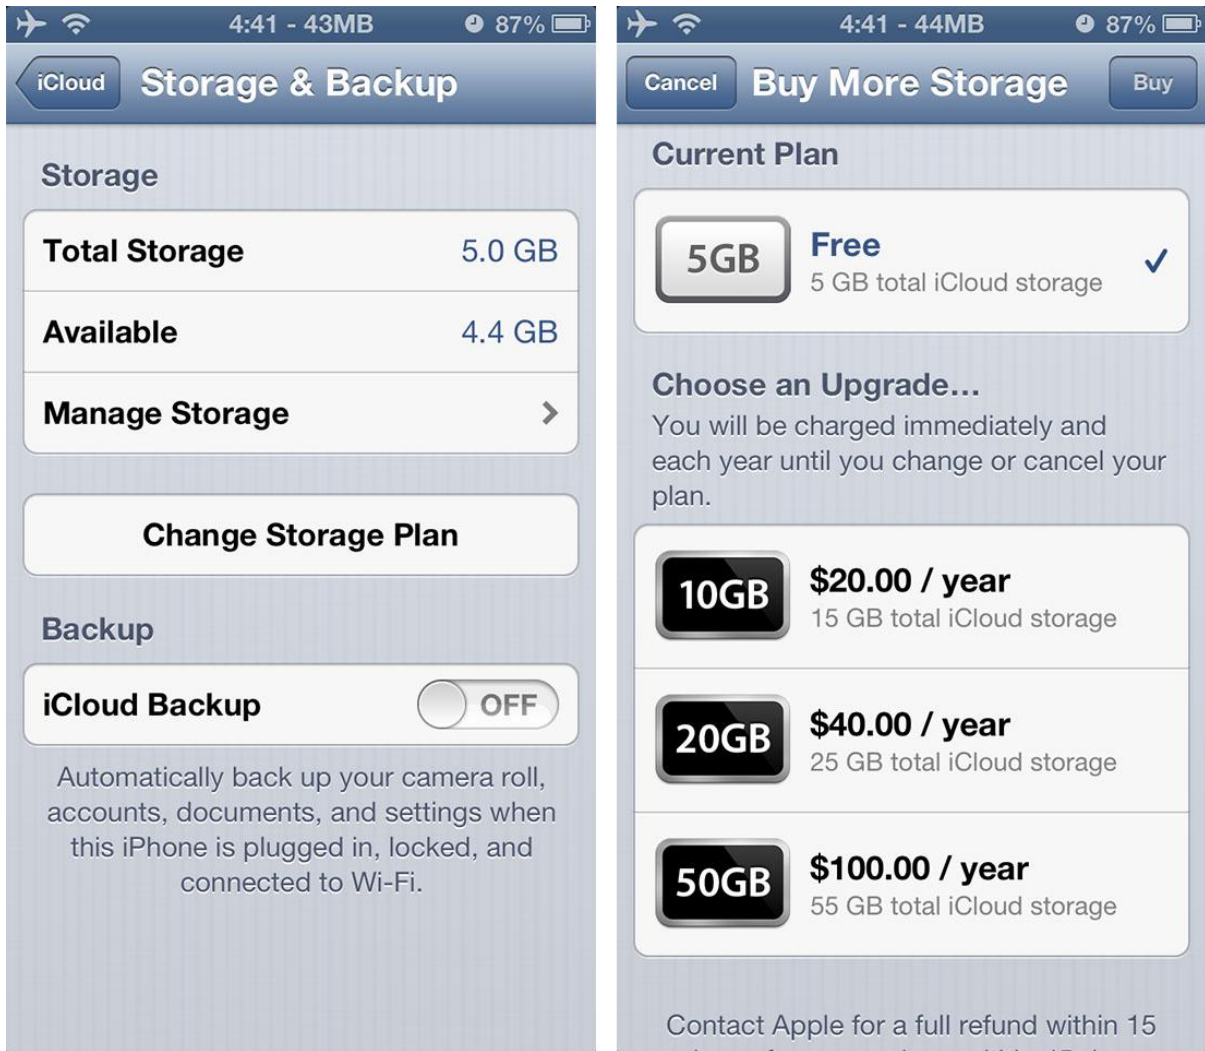 4:41 - 43MB
87%
iCloud
Storage & Backup
Storage
Total Storage
5.0 GB
Available
4.4 GB
Manage Storage
Change Storage Plan
Backup
iCloud Backup
OFF
Automatically back up your camera roll,
accounts, documents, and settings when
this iPhone is plugged in, locked, and
connected to Wi-Fi.
4:41 - 44MB
87%
Cancel
Buy More Storage
Buy
Current Plan
5GB
Free
5 GB total iCloud storage
Choose an Upgrade...
You will be charged immediately and
each year until you change or cancel your
plan.
10GB
$20.00 / year
15 GB total iCloud storage
20GB
$40.00 / year
25 GB total iCloud storage
50GB
$100.00 / year
55 GB total iCloud storage
Contact Apple for a full refund within 15